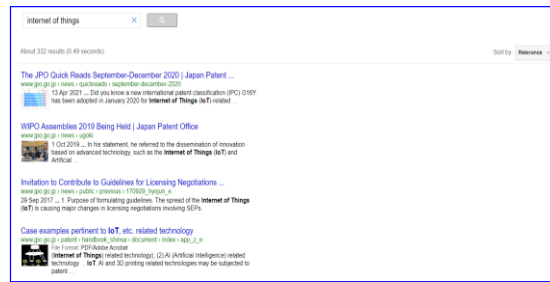 internet of things
About 332 results (0.49 seconds)
Sort by: Relevance
The JPO Quick Reads September-December 2020 | Japan Patent ...
www.jpo.go.jp › news › quickreads › september-december-2020
13 Apr 2021 ... Did you know a new international patent classification (IPC) G16Y
has been adopted in January 2020 for Internet of Things (IoT)-related ...
WIPO Assemblies 2019 Being Held | Japan Patent Office
www.jpo.go.jp › news › ugoki
1 Oct 2019 ... In his statement, he referred to the dissemination of innovation
based on advanced technology, such as the Internet of Things (IoT) and
Artificial ...
Invitation to Contribute to Guidelines for Licensing Negotiations ...
www.jpo.go.jp › news › public › previous › 170929_hyojun_e
29 Sep 2017 ... 1. Purpose of formulating guidelines. The spread of the Internet of Things
(IoT) is causing major changes in licensing negotiations involving SEPs.
Case examples pertinent to IoT, etc. related technology
www.jpo.go.jp › patent › handbook_shinsa › document › index › app_z_e
File Format: PDF/Adobe Acrobat
(Internet of Things) related technology), (2) AI (Artificial Intelligence) related
technology ... IoT, AI and 3D printing related technologies may be subjected to
patent ...